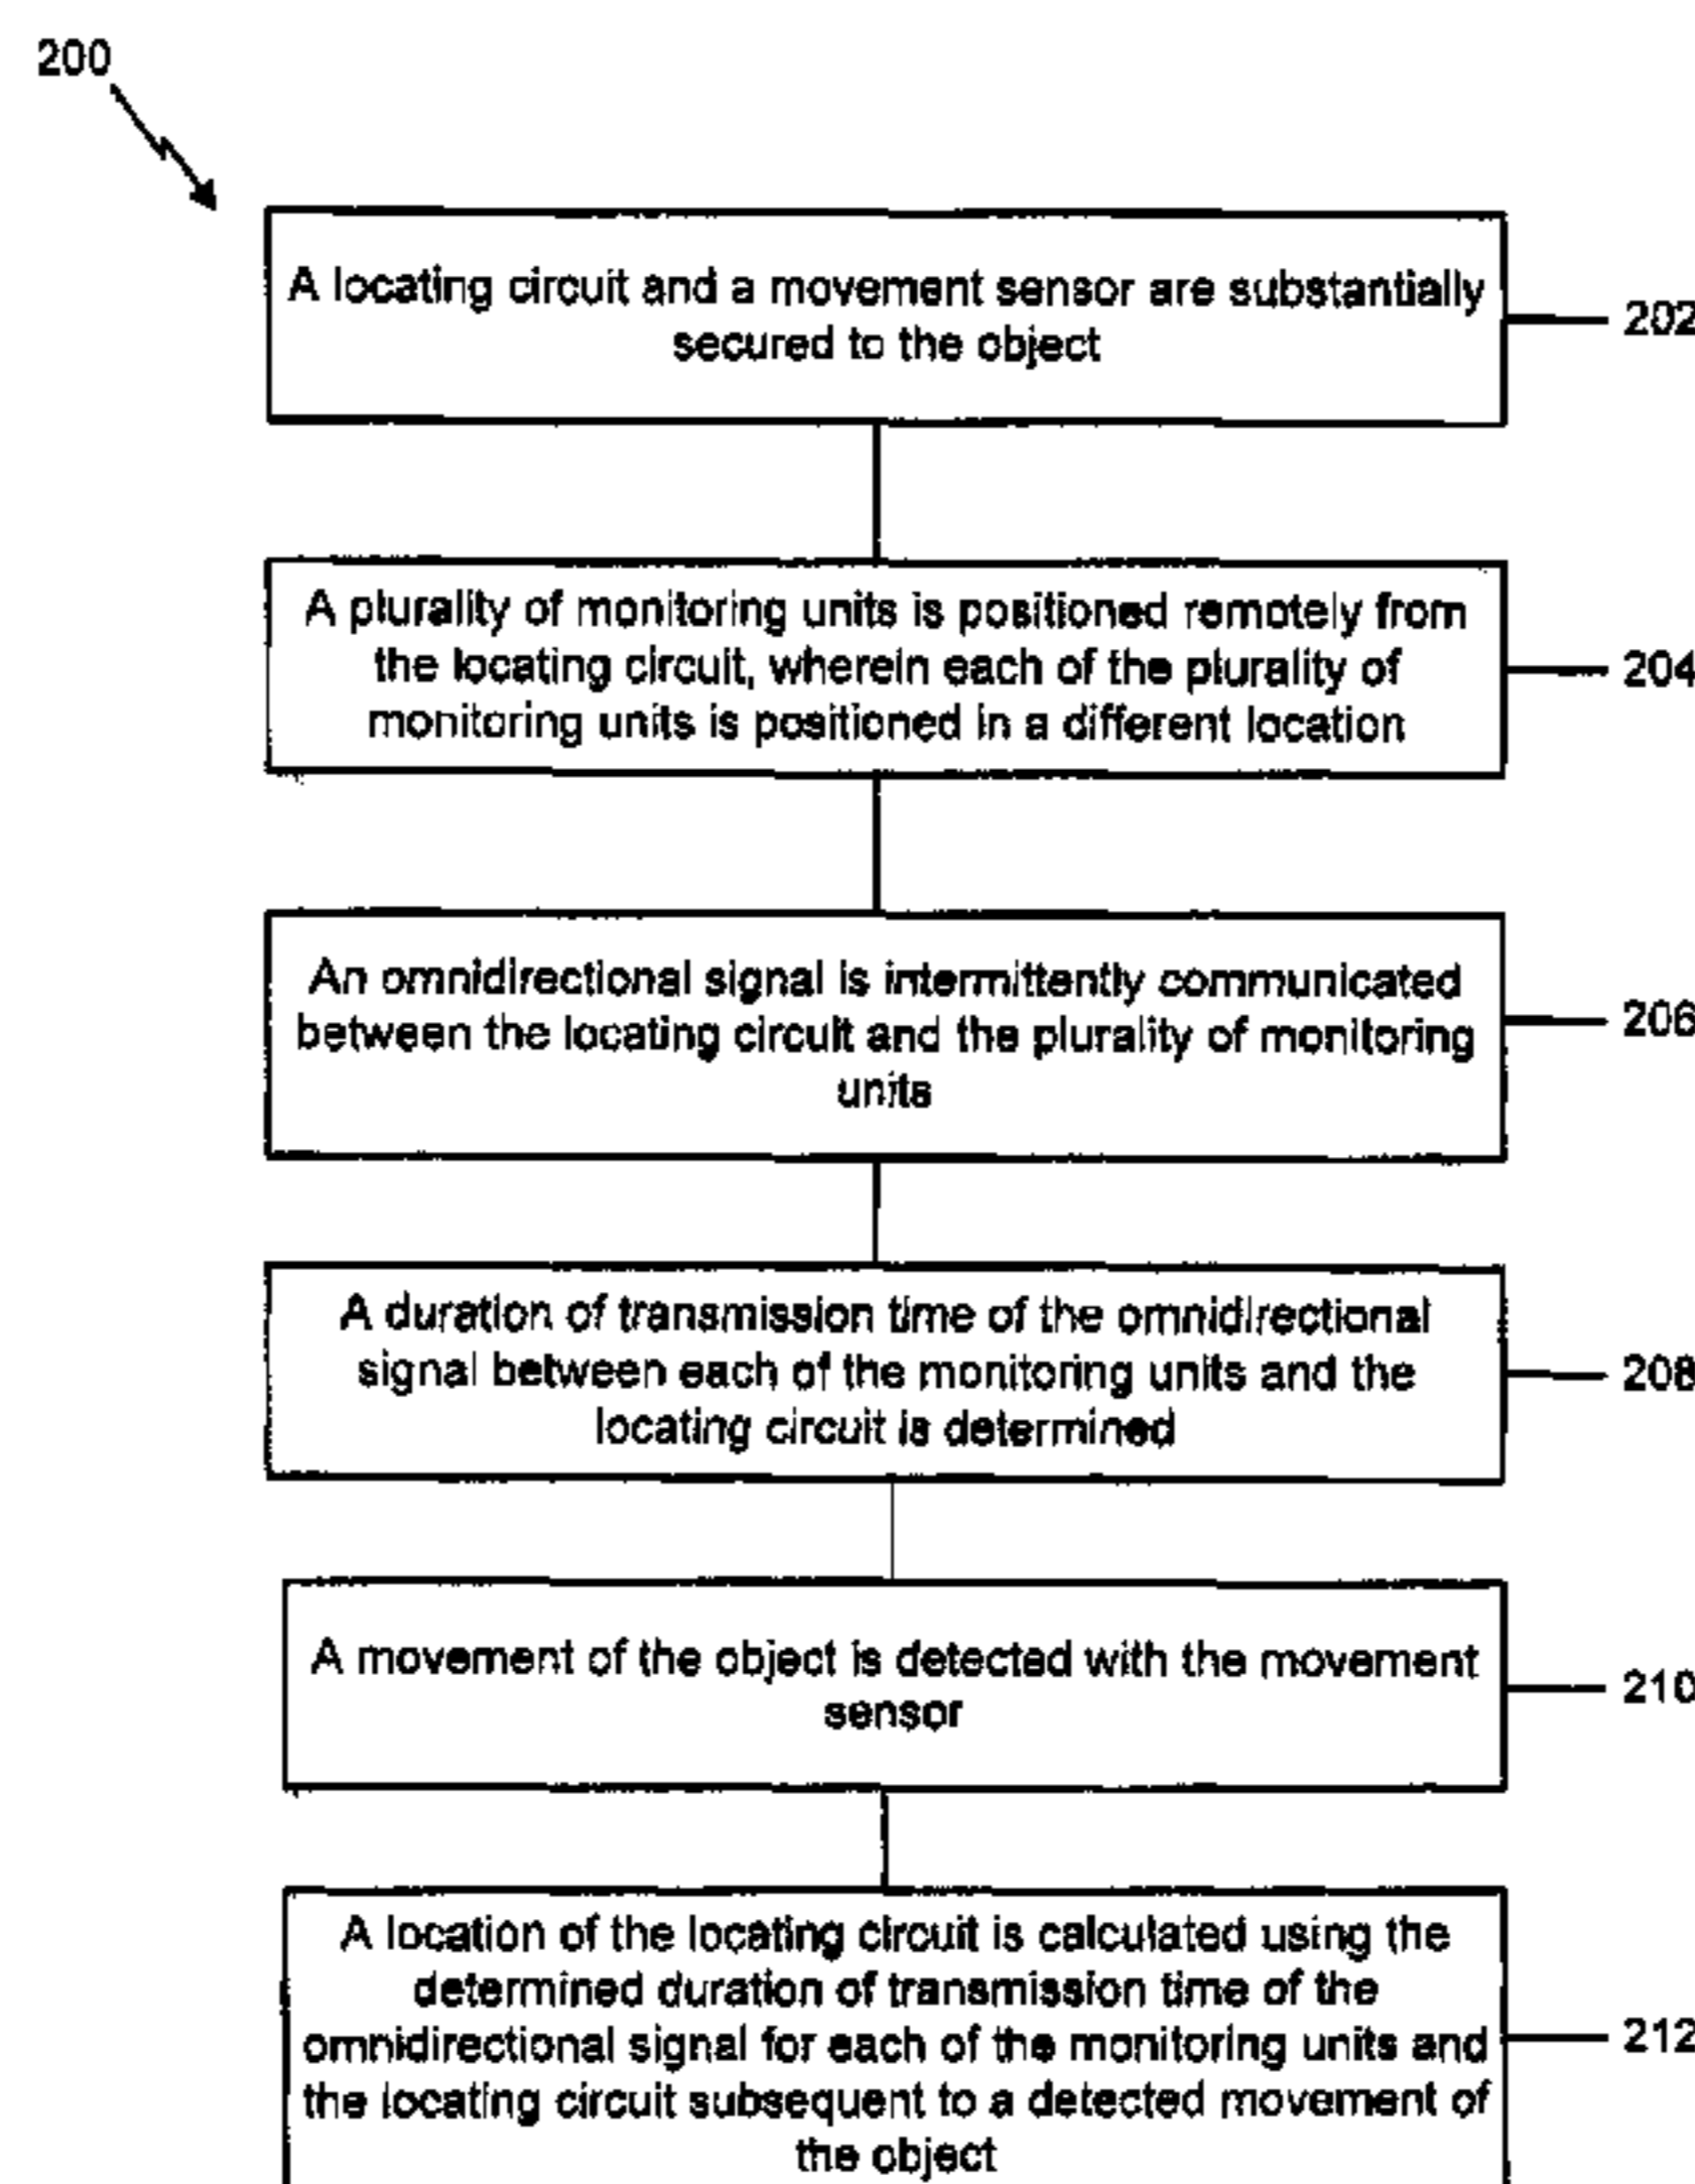 200
A locating circuit and a movement sensor are substantially
secured to the object
202
A plurality of monitoring units is positioned remotely from
the locating circuit, wherein each of the plurality of
monitoring units is positioned in a different location
204
An omnidirectional signal is intermittently communicated
between the locating circuit and the plurality of monitoring
units
206
A duration of transmission time of the omnidirectional
signal between each of the monitoring units and the
locating circuit is determined
208
A movement of the object is detected with the movement
sensor
210
A location of the locating circuit is calculated using the
determined duration of transmission time of the
omnidirectional signal for each of the monitoring units and
the locating circuit subsequent to a detected movement of
the object
212